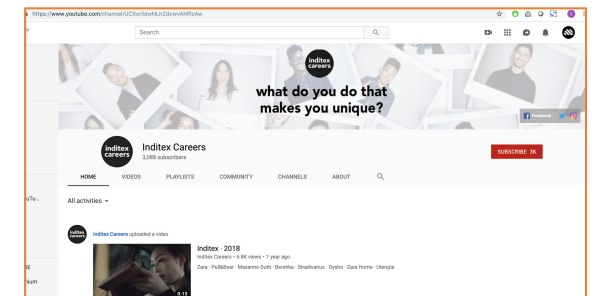 https://www.youtube.com/channel/
Search
inditex
careers
what do you do that
makes you unique?
Facebook
inditex
careers
Inditex Careers
3,088 subscribers
SUBSCRIBE 3K
HOME VIDEOS PLAYLISTS COMMUNITY CHANNELS ABOUT
All activities
uTu...
inditex
careers
Inditex Careers uploaded a video
Inditex - 2018
Inditex Careers • 6.8K views • 1 year ago
Zara · Pull&Bear · Massimo Dutti · Bershka · Stradivarius · Oysho · Zara Home · Uterqüe
0:13
IE
nium